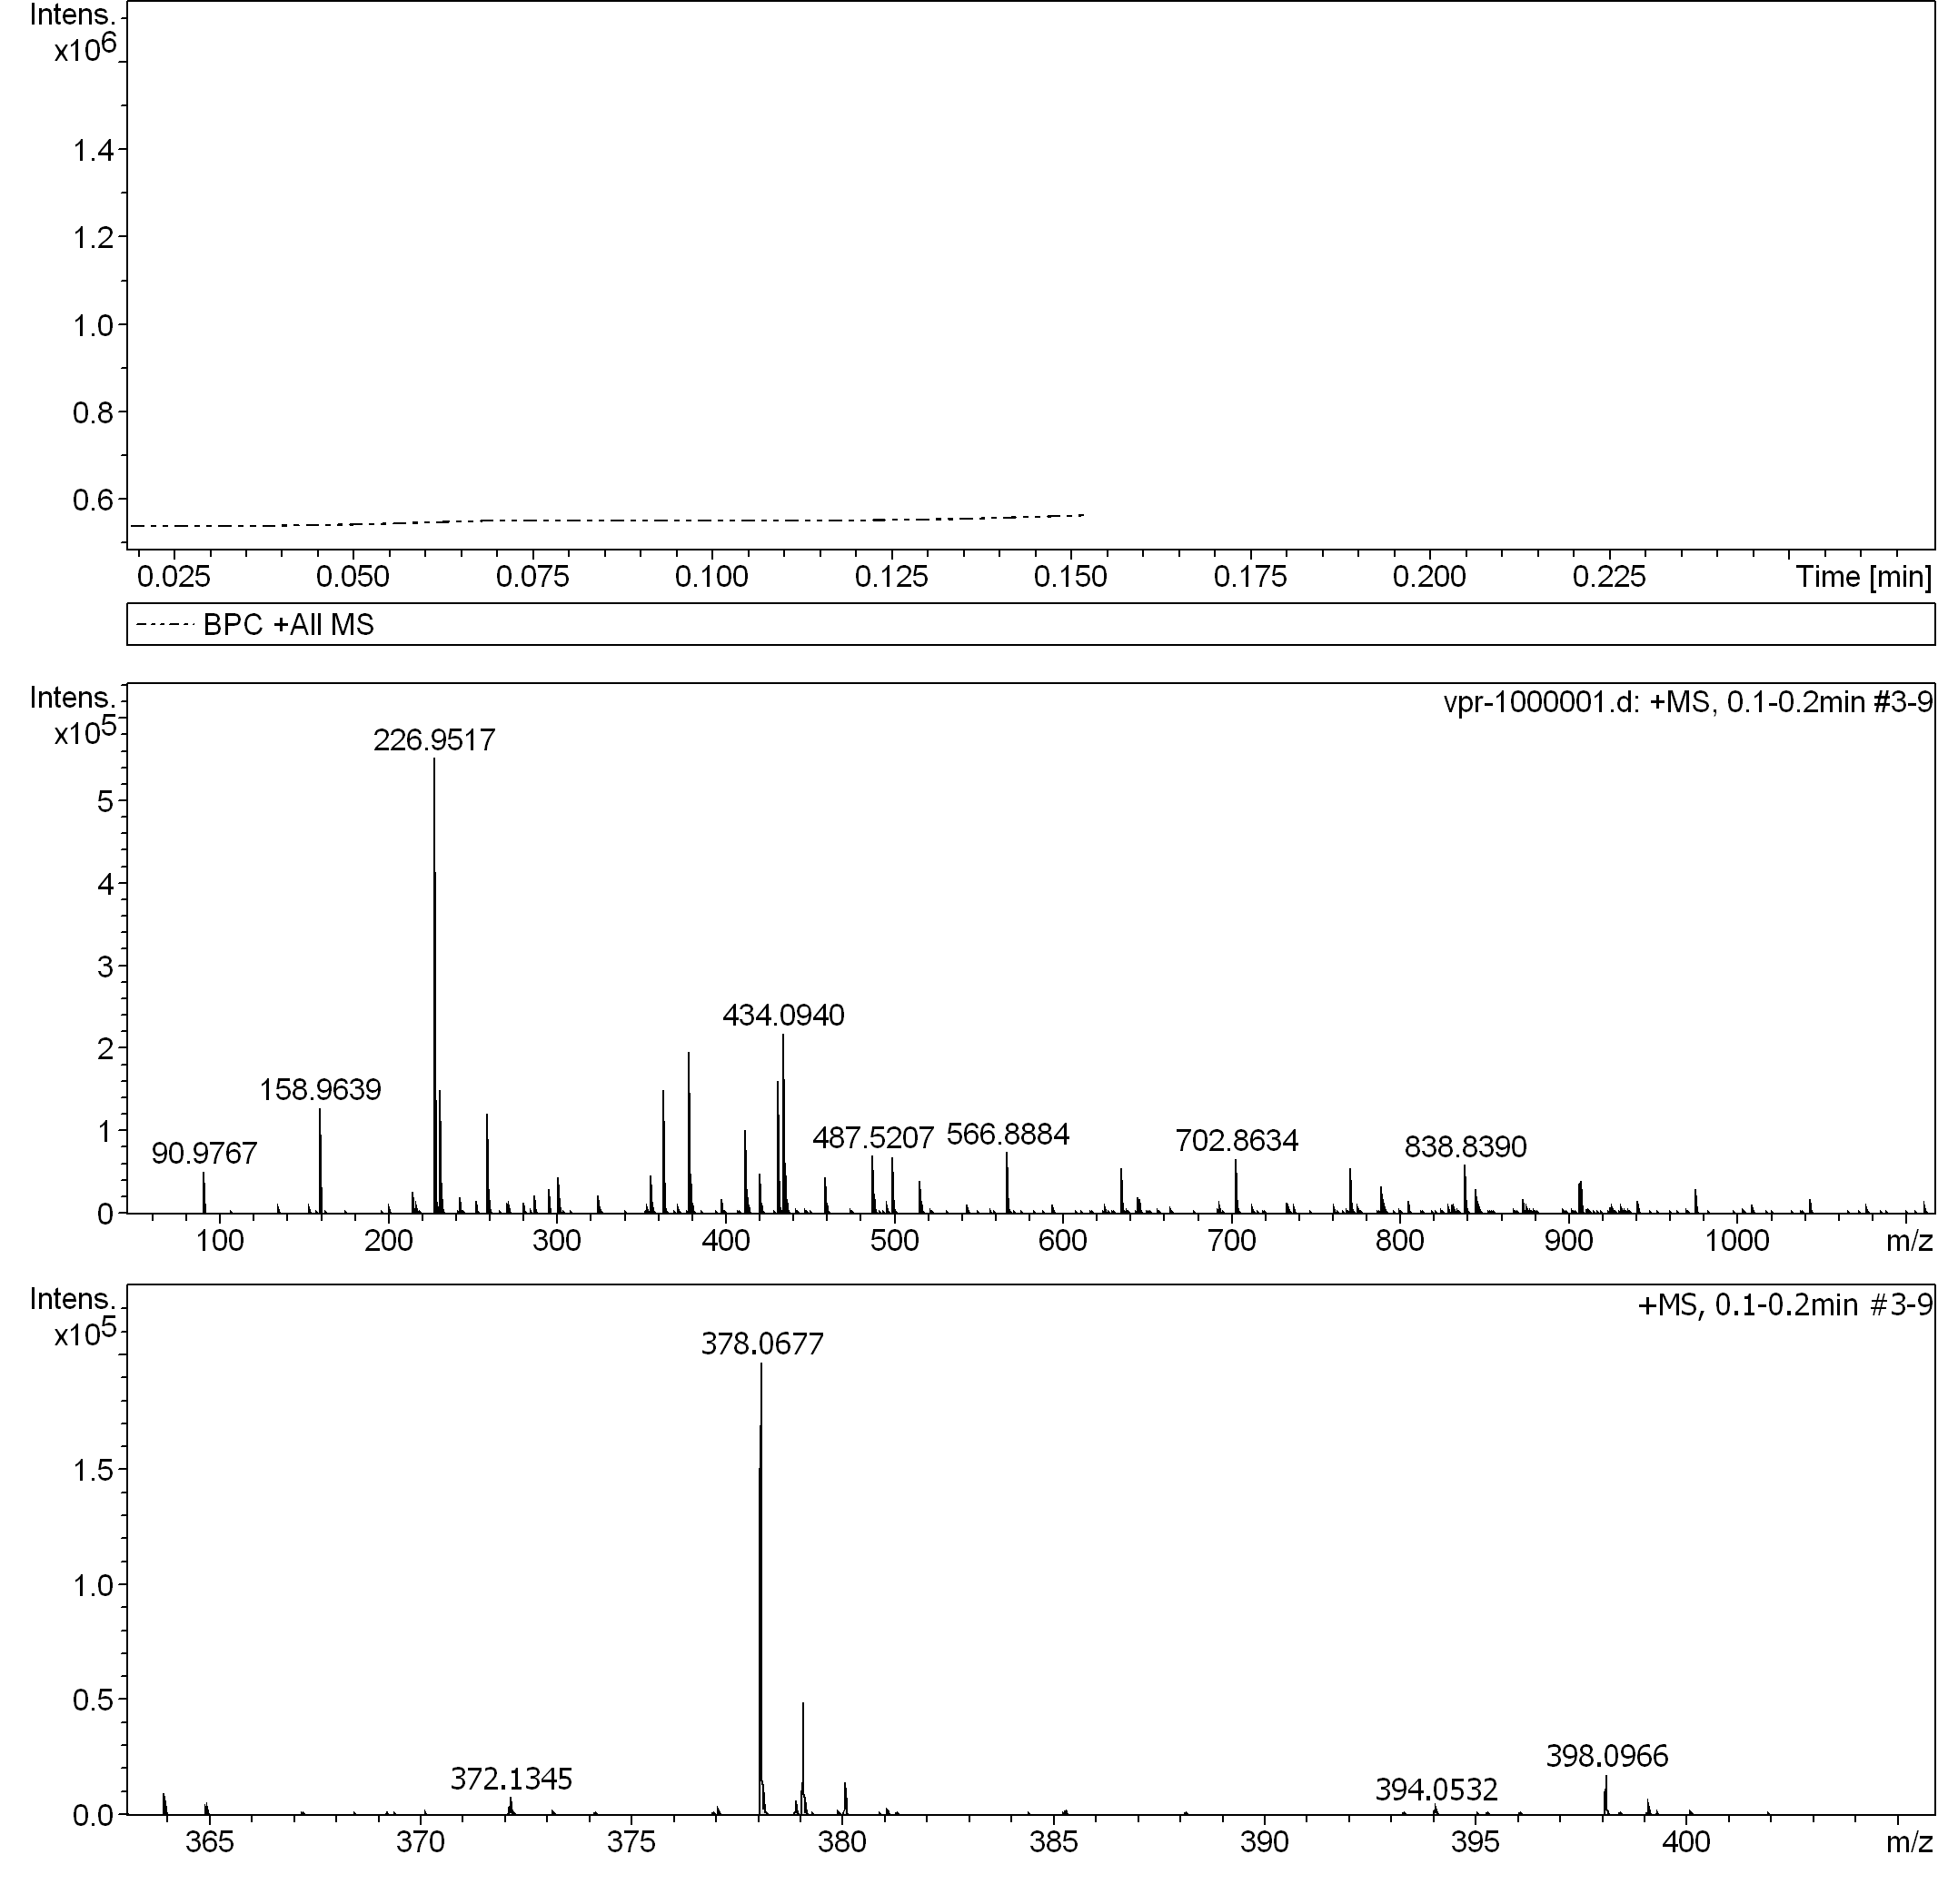 Intens.
x10^6
1.4
1.2
1.0
0.8
0.6
0.025 0.050 0.075 0.100 0.125 0.150 0.175 0.200 0.225 Time [min]
BPC +All MS
Intens.
x10^5
vpr-1000001.d: +MS, 0.1-0.2min #3-9
226.9517
5
4
3
434.0940
2
158.9639
1
90.9767
487.5207 566.8884 702.8634 838.8390
0
100 200 300 400 500 600 700 800 900 1000 m/z
Intens.
x10^5
+MS, 0.1-0.2min #3-9
378.0677
1.5
1.0
0.5
372.1345
394.0532
398.0966
0.0
365 370 375 380 385 390 395 400 m/z